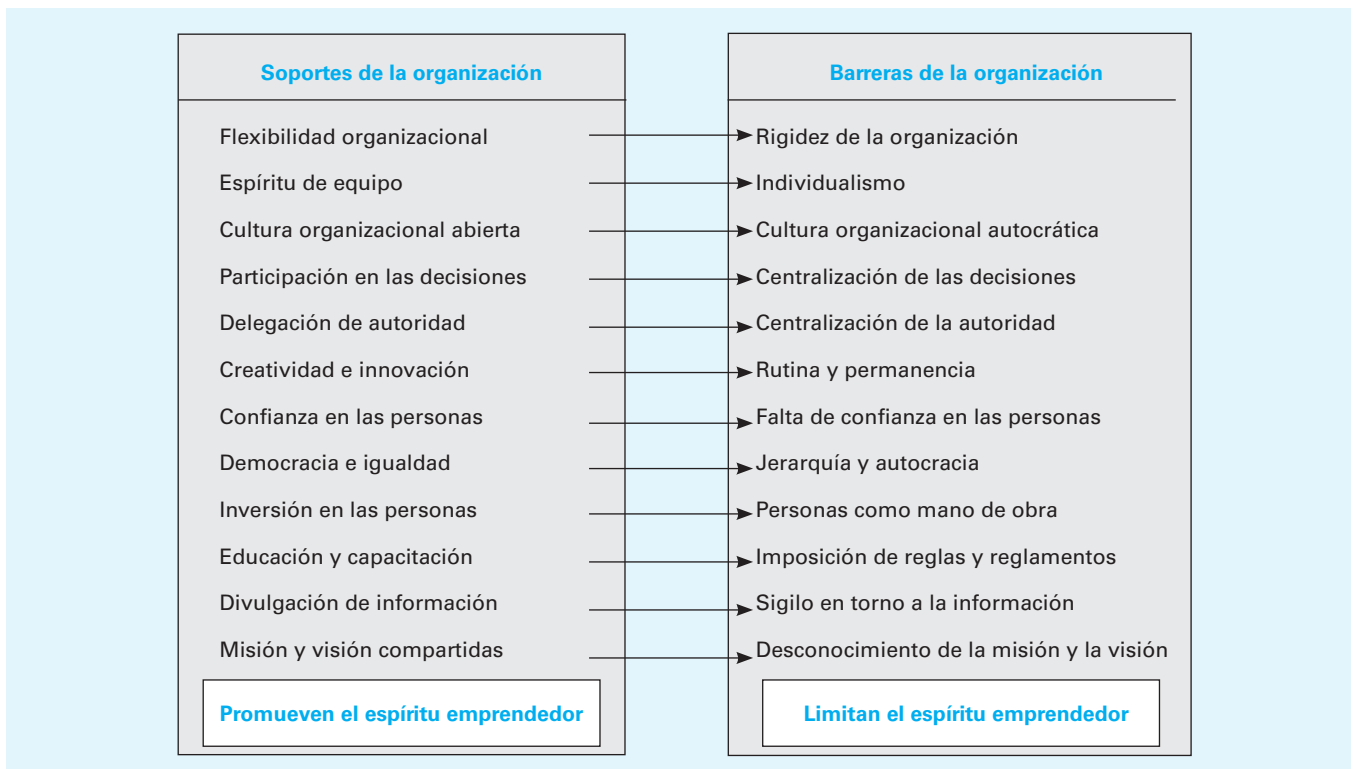 Soportes de la organización
Flexibilidad organizacional
Espíritu de equipo
Cultura organizacional abierta
Participación en las decisiones
Delegación de autoridad
Creatividad e innovación
Confianza en las personas
Democracia e igualdad
Inversión en las personas
Educación y capacitación
Divulgación de información
Misión y visión compartidas
Promueven el espíritu emprendedor
Barreras de la organización
Rigidez de la organización
Individualismo
Cultura organizacional autocrática
Centralización de las decisiones
Centralización de la autoridad
Rutina y permanencia
Falta de confianza en las personas
Jerarquía y autocracia
Personas como mano de obra
Imposición de reglas y reglamentos
Sigilo en torno a la información
Desconocimiento de la misión y la visión
Limitan el espíritu emprendedor